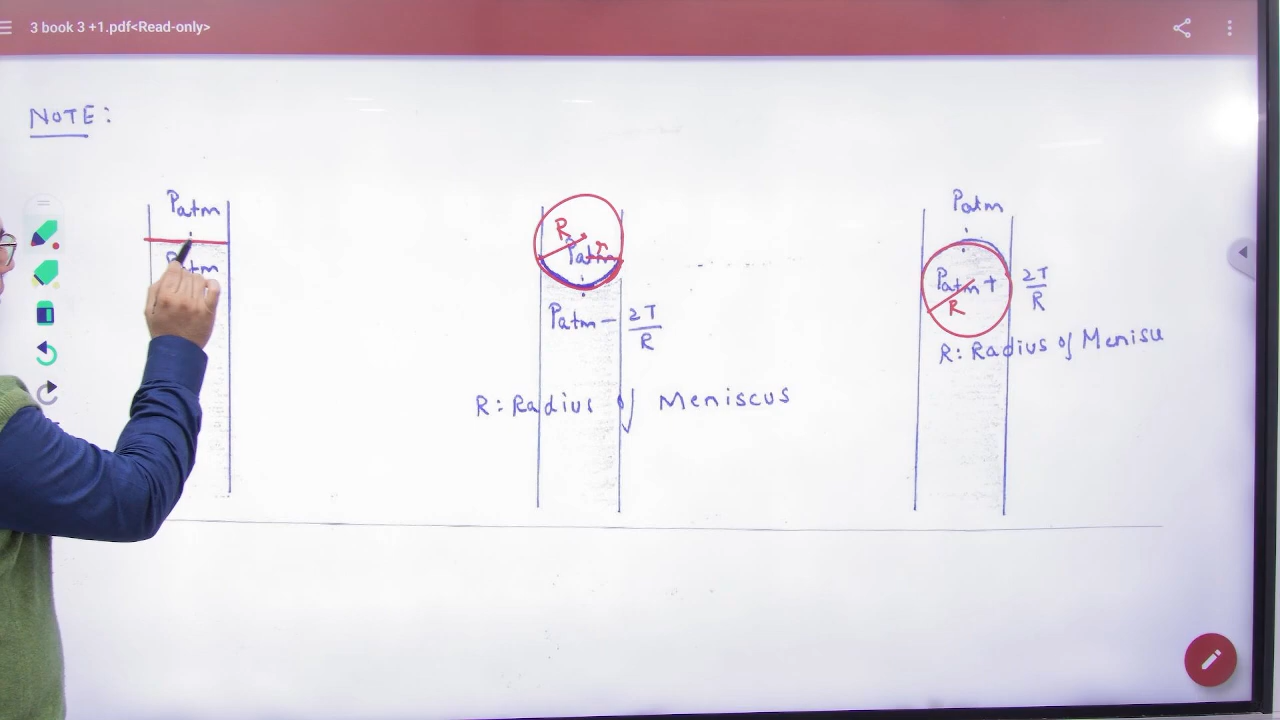 3 book 3 +1.pdf<Read-only>
NOTE:
Patm
Patm
R
Patm
Patm - 2T/R
R: Radius of Meniscus
Patm
Patm + 2T/R
R
R: Radius of Menisu